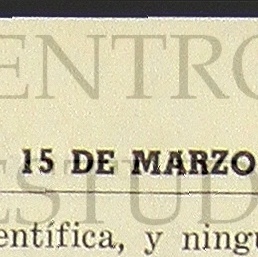 ENTRO
15 DE MARZO
ESTUD
entífica, y ningu